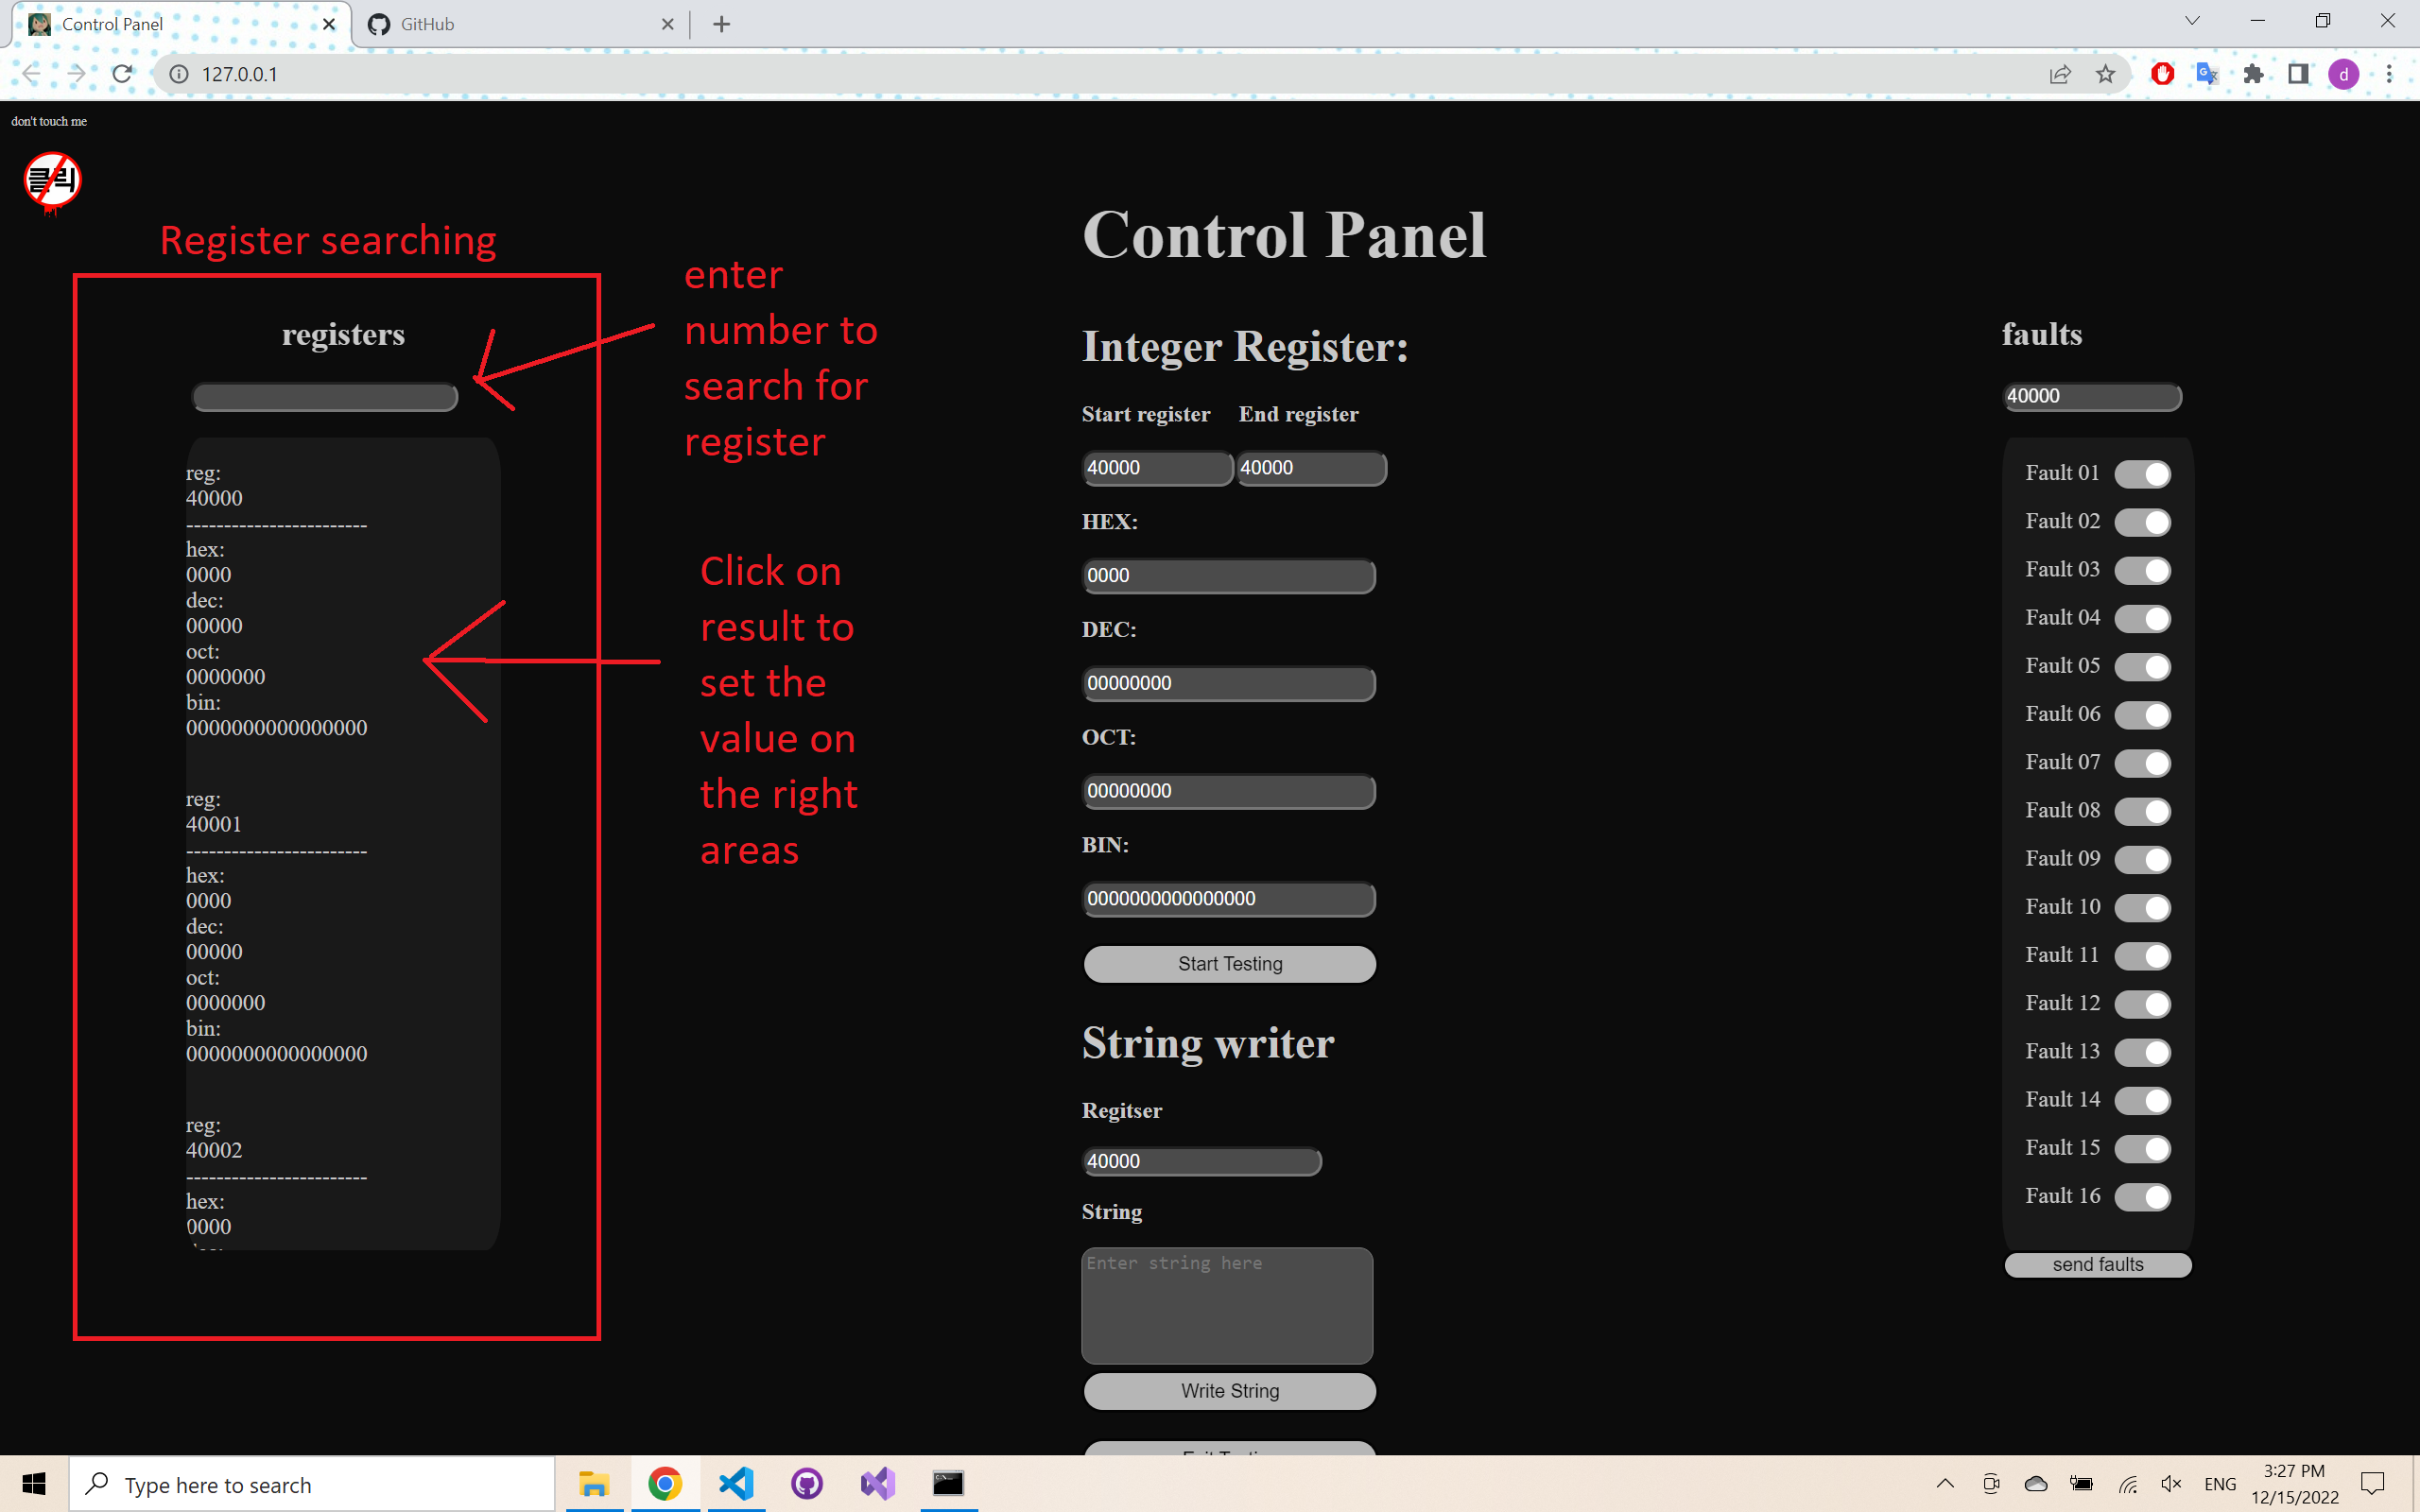 Control Panel
GitHub
127.0.0.1
d
don't touch me
클릭
Register searching
registers
reg:
40000
------------------------
hex:
0000
dec:
00000
oct:
0000000
bin:
0000000000000000
reg:
40001
------------------------
hex:
0000
dec:
00000
oct:
0000000
bin:
0000000000000000
reg:
40002
------------------------
hex:
0000
enter
number to
search for
register
Click on
result to
set the
value on
the right
areas
Control Panel
Integer Register:
Start register End register
40000 40000
HEX:
0000
DEC:
00000000
OCT:
00000000
BIN:
0000000000000000
Start Testing
String writer
Regitser
40000
String
Enter string here
Write String
faults
40000
Fault 01
Fault 02
Fault 03
Fault 04
Fault 05
Fault 06
Fault 07
Fault 08
Fault 09
Fault 10
Fault 11
Fault 12
Fault 13
Fault 14
Fault 15
Fault 16
send faults
Type here to search
ENG
3:27 PM
12/15/2022